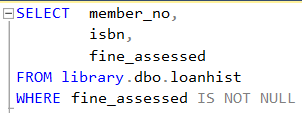 SELECT member_no,
isbn,
fine_assessed
FROM library.dbo.loanhist
WHERE fine_assessed IS NOT NULL